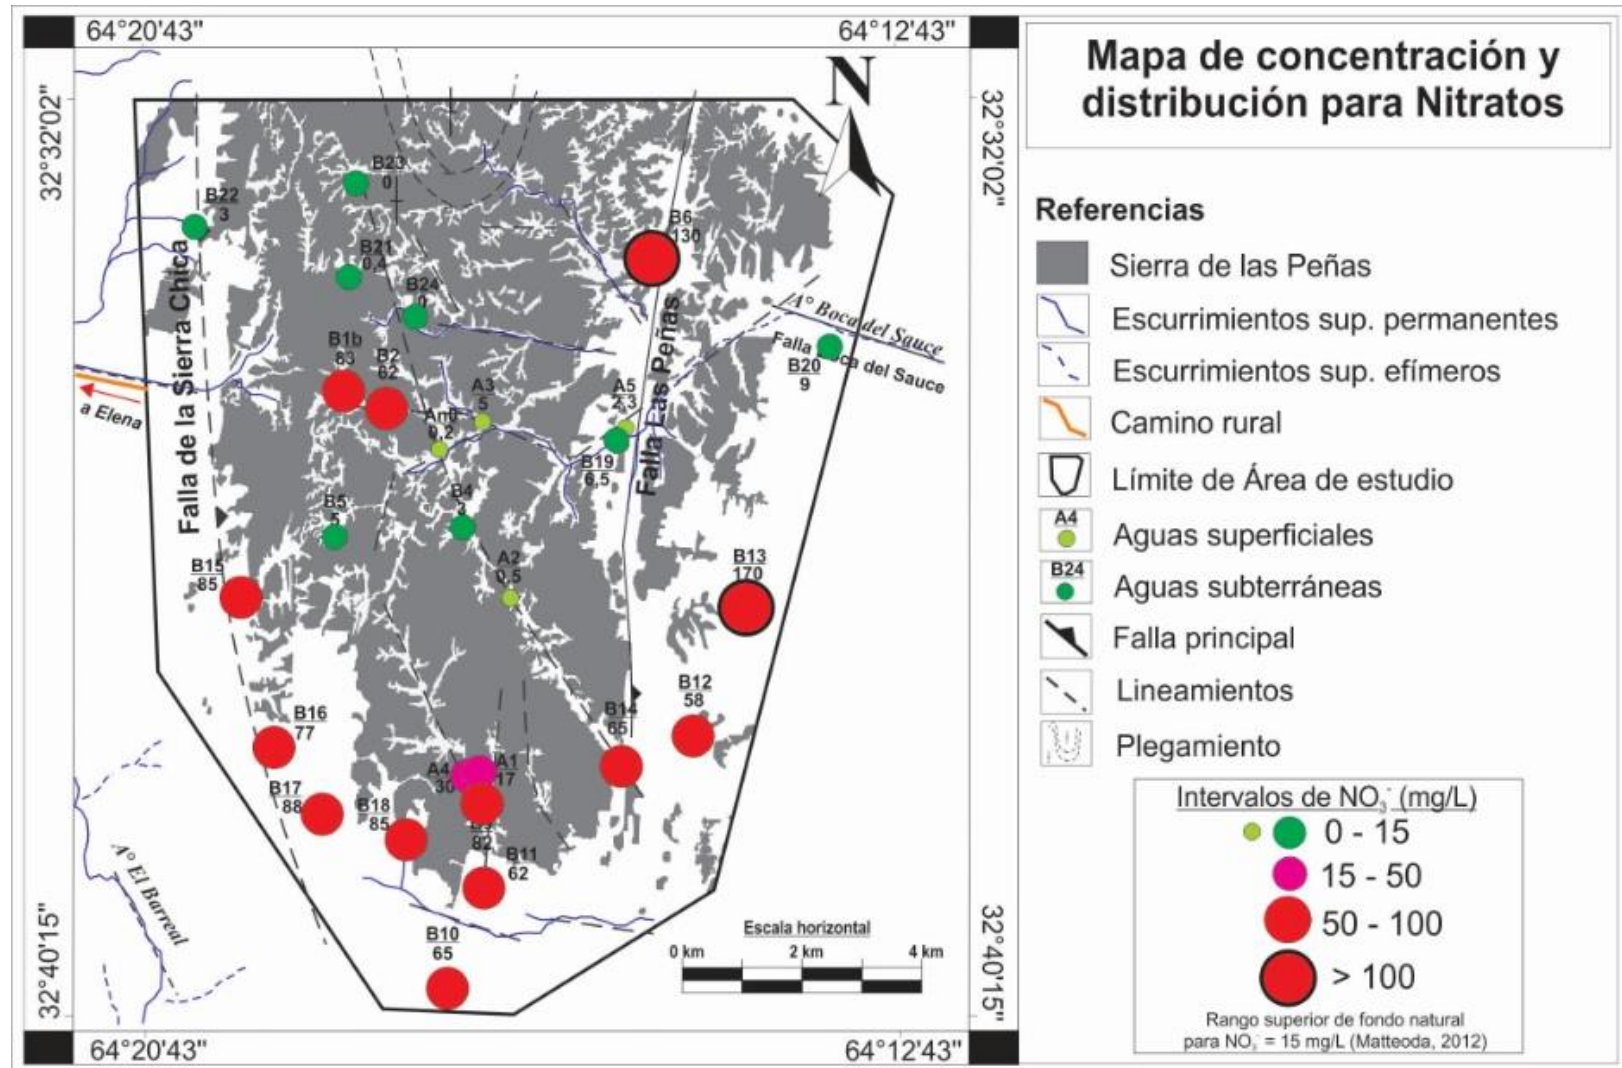 64°20'43"
64°12'43"
32°32'02"
32°32'02"
N
B23
0
B22
3
B6
130
B21
0,4
B24
0
A° Boca del Sauce
Falla Boca del Sauce
B20
9
B1b
83
B2
62
A3
5
A5
2,3
An0
0,2
a Elena
Falla de la Sierra Chica
Falla Las Peñas
B19
6,5
B4
3
B5
5
B15
85
A2
0,5
B13
170
B12
58
B14
65
B16
77
A4
30
A1
17
B17
88
B18
85
82
B11
62
A° El Barreal
B10
65
Escala horizontal
0 km 2 km 4 km
32°40'15"
32°40'15"
64°20'43"
64°12'43"
Mapa de concentración y
distribución para Nitratos
Referencias
Sierra de las Peñas
Escurrimientos sup. permanentes
Escurrimientos sup. efímeros
Camino rural
Límite de Área de estudio
A4
Aguas superficiales
B24
Aguas subterráneas
Falla principal
Lineamientos
Plegamiento
Intervalos de NO₃⁻ (mg/L)
0 - 15
15 - 50
50 - 100
> 100
Rango superior de fondo natural
para NO₃⁻ = 15 mg/L (Matteoda, 2012)